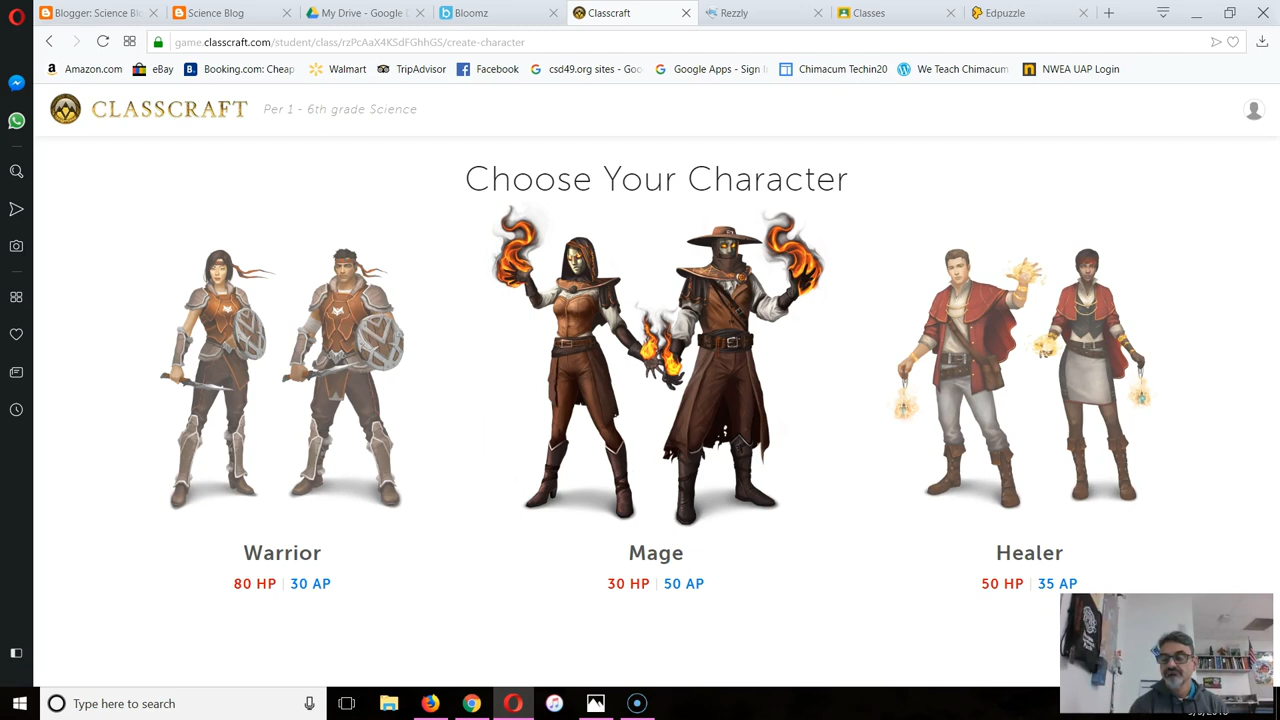 Blogger: Science Blo
Science Blog
My Drive - Google D
Bloomz
Classcraft
Rezzly
Classes
Edpuzzle
game.classcraft.com/student/class/rzPcAaX4KSdFGhhGS/create-character
Amazon.com
eBay
Booking.com: Cheap
Walmart
TripAdvisor
Facebook
csd49.org sites - Goo
Google Apps - Sign i
Chimacum Techin20
We Teach Chimacum
NWEA UAP Login
CLASSCRAFT
Per 1 - 6th grade Science
Choose Your Character
Warrior
80 HP | 30 AP
Mage
30 HP | 50 AP
Healer
50 HP | 35 AP
Type here to search